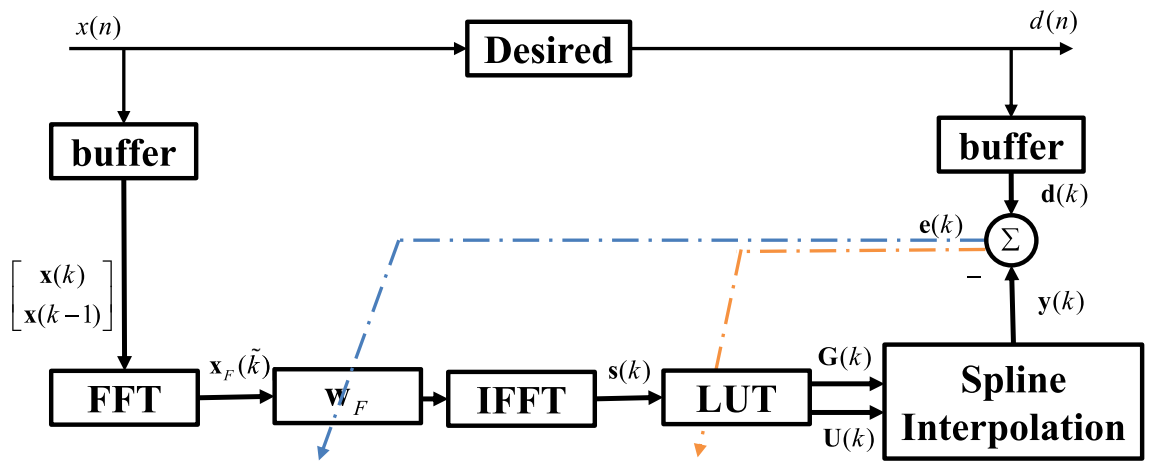 x(n)
Desired
d(n)
buffer
buffer
d(k)
e(k)
Σ
−
x(k)
x(k−1)
y(k)
x_F(k̃)
s(k)
G(k)
FFT
w_F
IFFT
LUT
U(k)
Spline
Interpolation